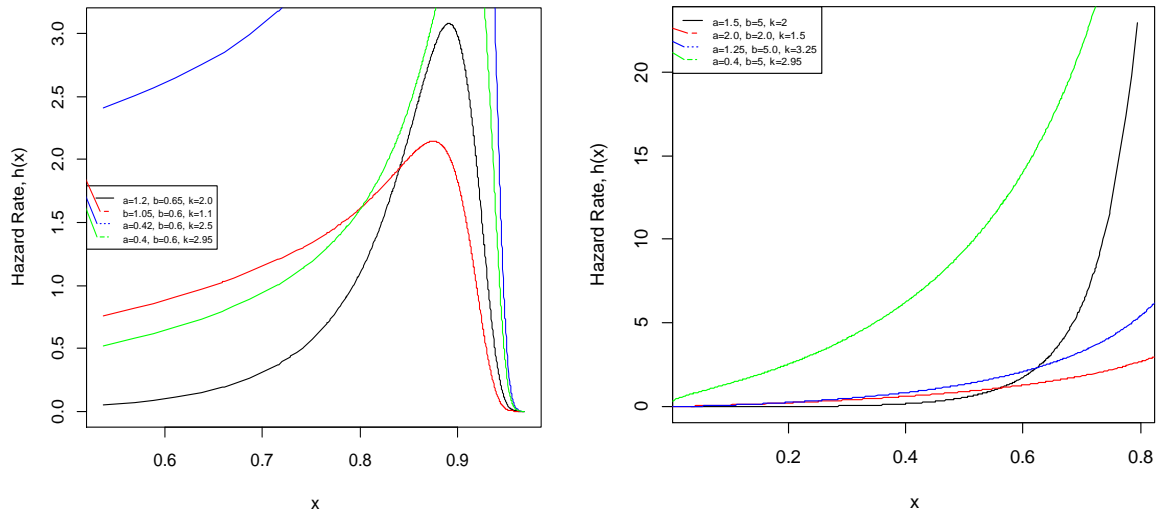 Hazard Rate, h(x)
3.0
2.5
2.0
1.5
1.0
0.5
0.0
a=1.2, b=0.65, k=2.0
b=1.05, b=0.6, k=1.1
a=0.42, b=0.6, k=2.5
a=0.4, b=0.6, k=2.95
0.6 0.7 0.8 0.9
x
Hazard Rate, h(x)
20
15
10
5
0
a=1.5, b=5, k=2
a=2.0, b=2.0, k=1.5
a=1.25, b=5.0, k=3.25
a=0.4, b=5, k=2.95
0.2 0.4 0.6 0.8
x